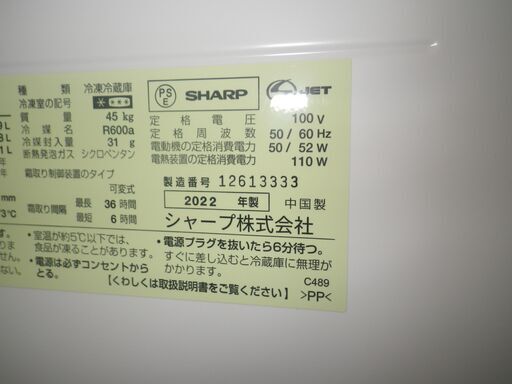 種類 冷凍冷蔵庫
冷凍室の記号 ****
質量 45 kg
冷媒名 R600a
冷媒封入量 31 g
断熱発泡ガス シクロペンタン
霜取り制御装置のタイプ
可変式
霜取り間隔 最長 36 時間
最短 6 時間
PS E SHARP JET
定格電圧 100 V
定格周波数 50/60 Hz
電動機の定格消費電力 50/52 W
電熱装置の定格消費電力 110 W
製造番号 12613333
2022 年製 中国製
シャープ株式会社
・室温が約5℃以下では、
食品が凍ることがあります。
・電源は必ずコンセントから
とる。
・電源プラグを抜いたら6分待つ。
すぐに差し込むと冷蔵庫に無理が
かかります。
【くわしくは取扱説明書をご覧ください】
C489
>PP<